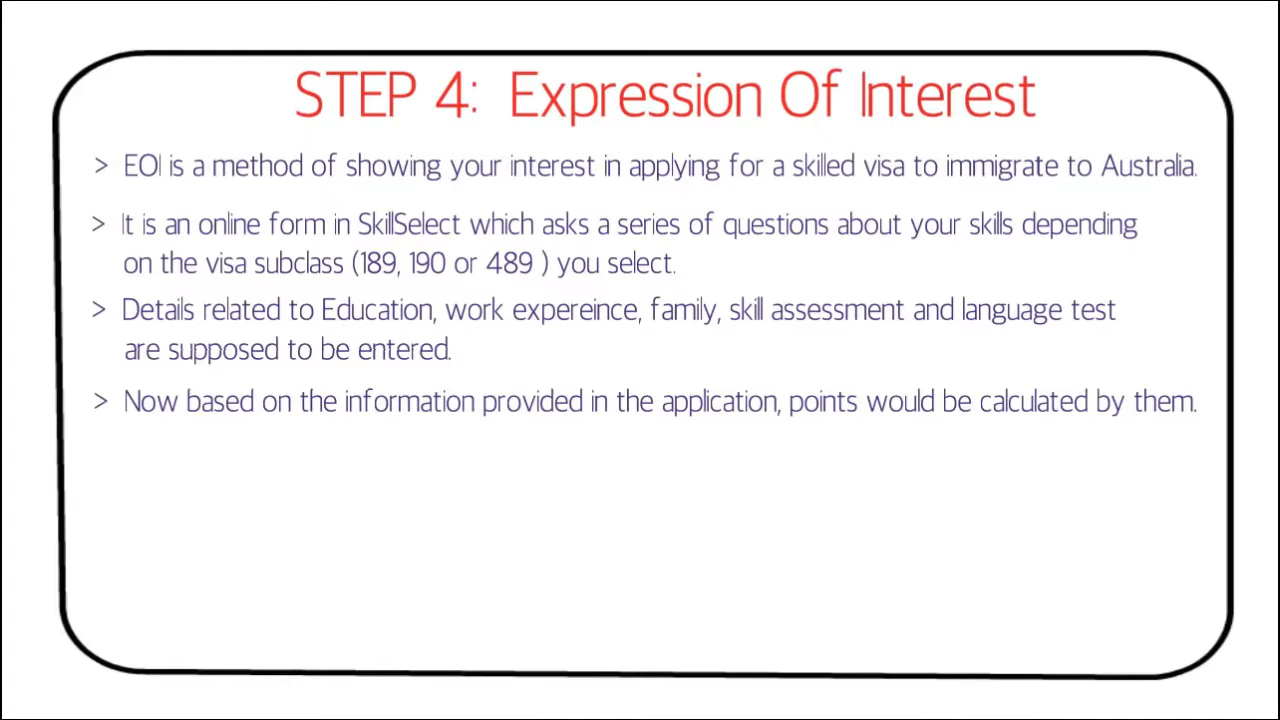 STEP 4: Expression Of Interest
> EOI is a method of showing your interest in applying for a skilled visa to immigrate to Australia.
> It is an online form in SkillSelect which asks a series of questions about your skills depending
on the visa subclass (189, 190 or 489 ) you select.
> Details related to Education, work expereince, family, skill assessment and language test
are supposed to be entered.
> Now based on the information provided in the application, points would be calculated by them.